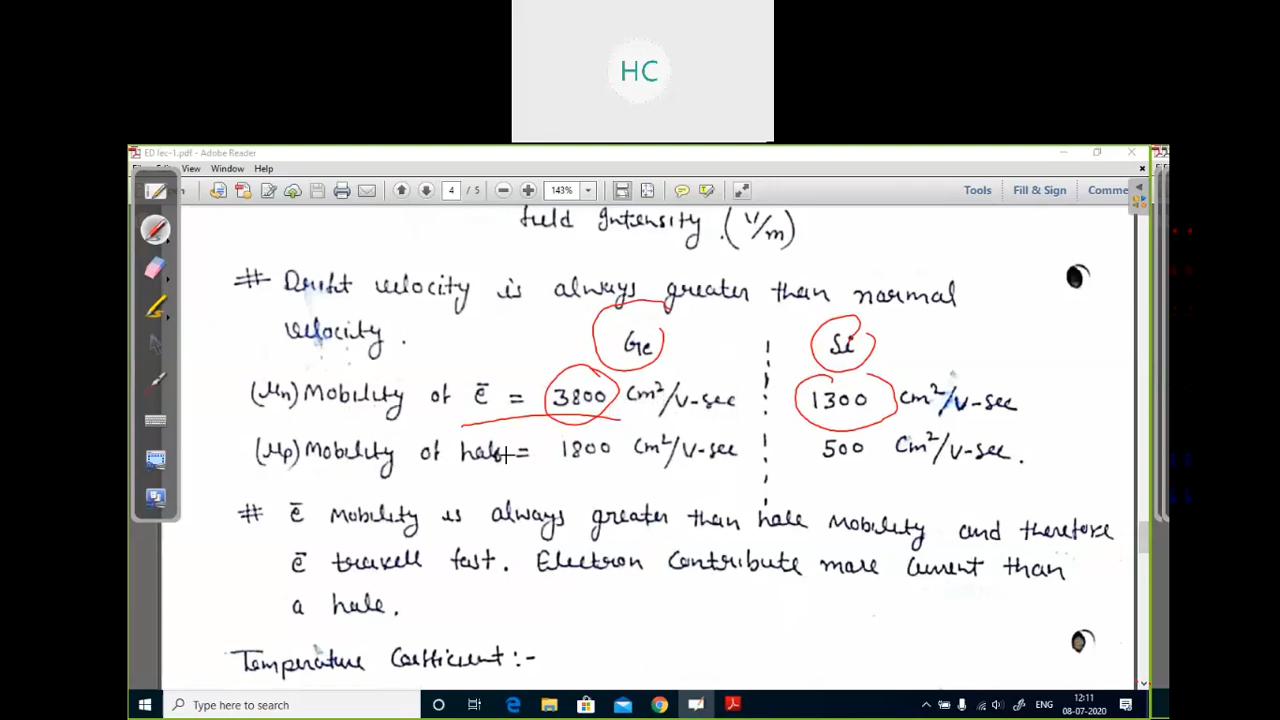 HC
ED lec-1.pdf - Adobe Reader
View Window Help
4 / 5 143% Tools Fill & Sign Comme
field Intensity. (V/m)
# Drift velocity is always greater than normal
velocity.
Ge Si
(μn) Mobility of ē = 3800 cm²/v-sec 1300 cm²/v-sec
(μp) Mobility of hole = 1800 cm²/v-sec 500 cm²/v-sec.
# ē mobility is always greater than hole mobility and therefore
ē travell fast. Electron contribute more current than
a hole.
Temperature Coefficient:-
Type here to search
ENG
12:11
08-07-2020